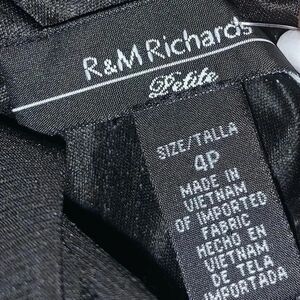 R&M Richards
Petite
SIZE/TALLA
4P
MADE IN
VIETNAM
OF IMPORTED
FABRIC
HECHO EN
VIETNAM
DE TELA
IMPORTADA